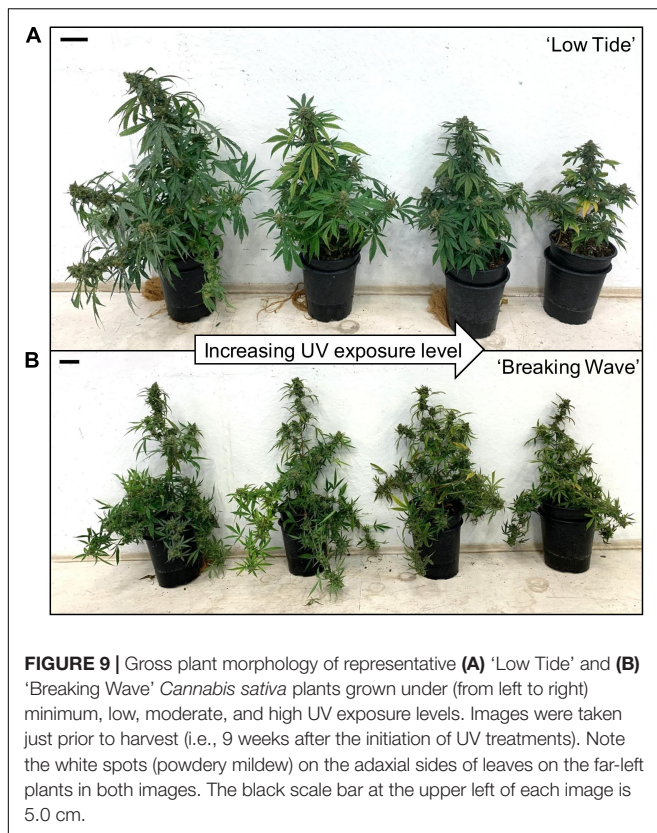 A
'Low Tide'
Increasing UV exposure level
B
'Breaking Wave'
FIGURE 9 | Gross plant morphology of representative (A) 'Low Tide' and (B)
'Breaking Wave' Cannabis sativa plants grown under (from left to right)
minimum, low, moderate, and high UV exposure levels. Images were taken
just prior to harvest (i.e., 9 weeks after the initiation of UV treatments). Note
the white spots (powdery mildew) on the adaxial sides of leaves on the far-left
plants in both images. The black scale bar at the upper left of each image is
5.0 cm.